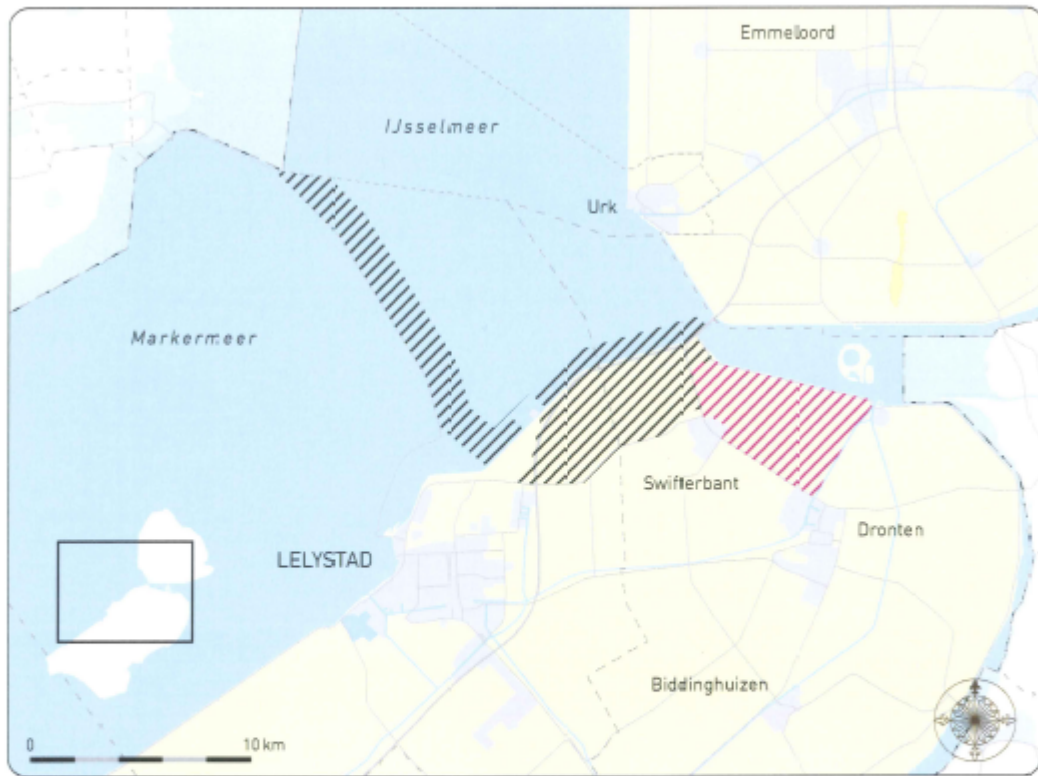 Emmeloord
IJsselmeer
Urk
Markermeer
Swifterbant
Dronten
LELYSTAD
Biddinghuizen
0 10 km